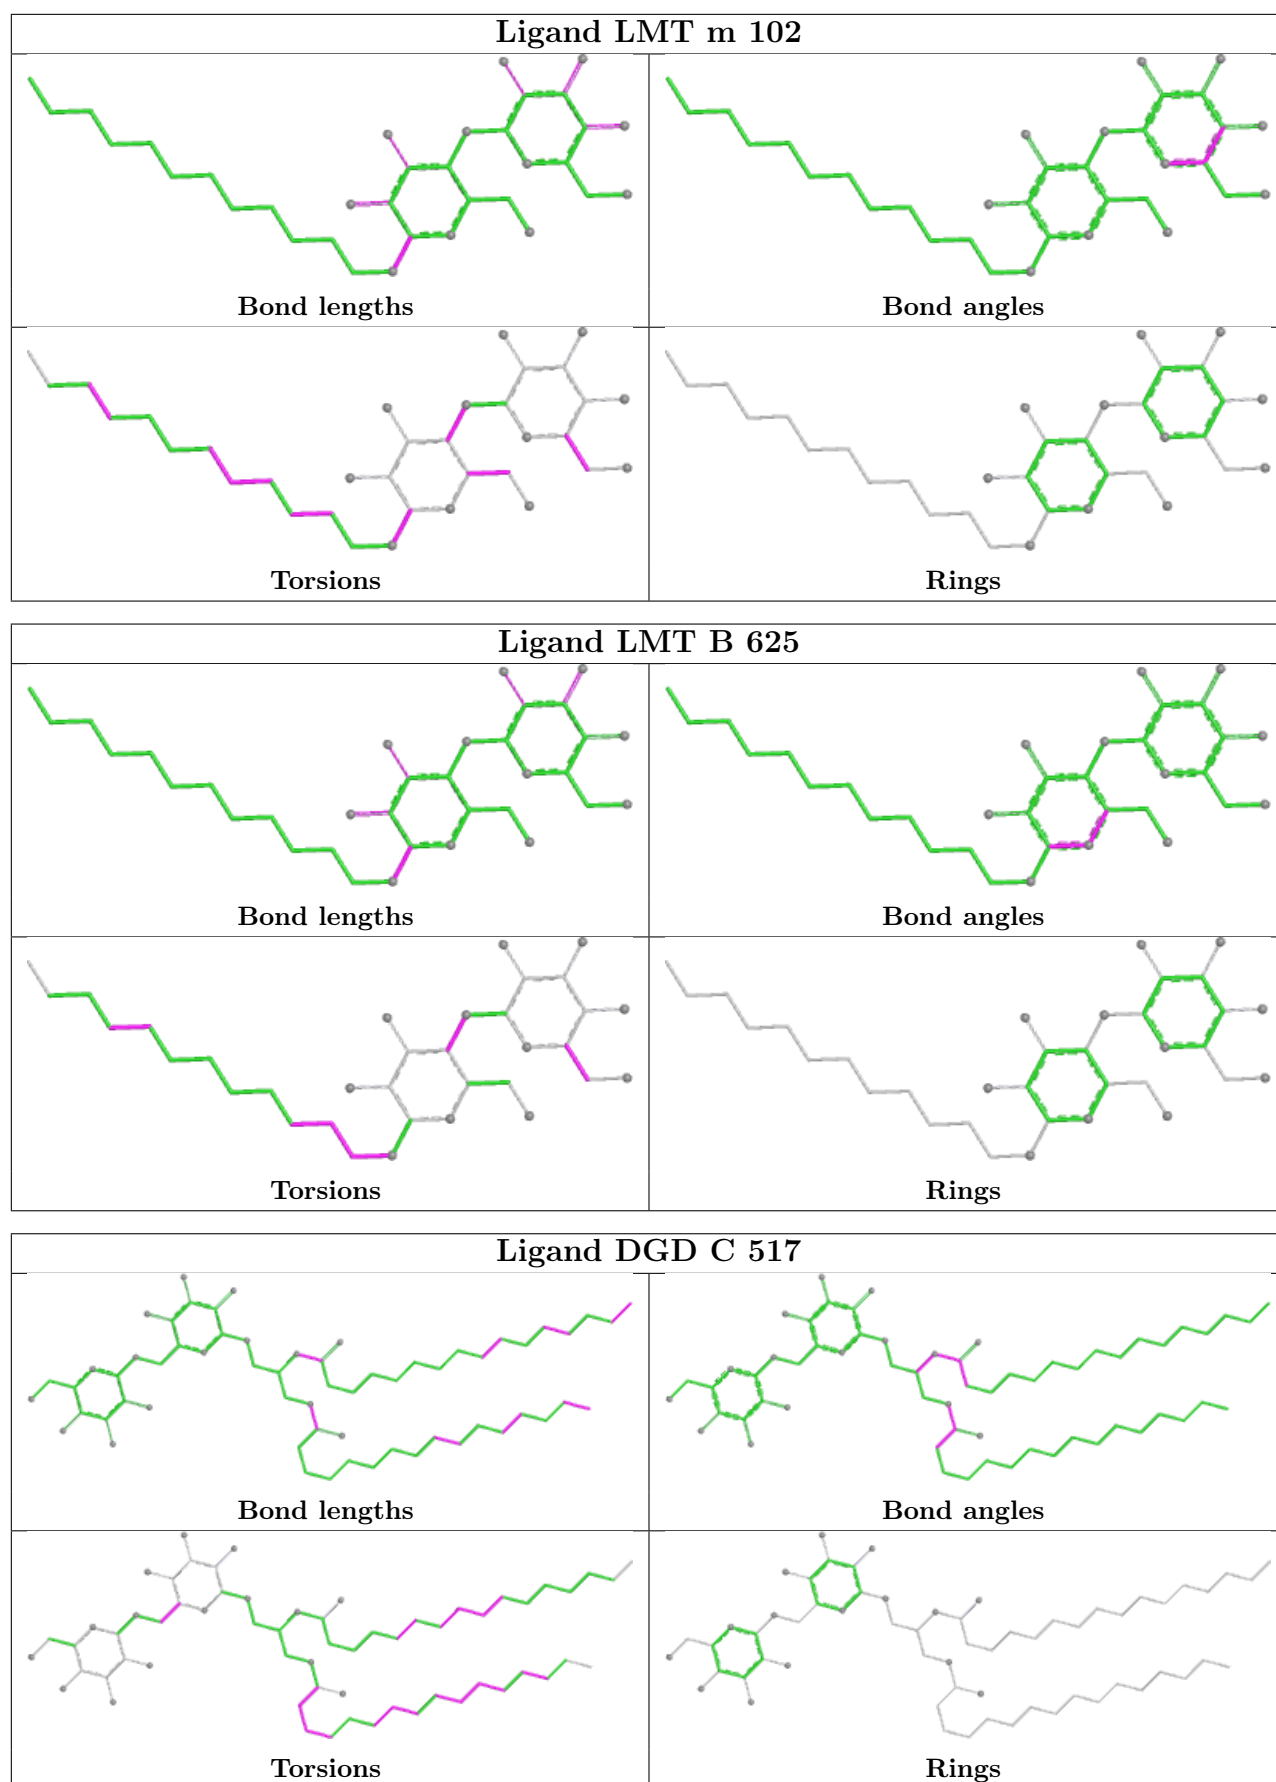 Ligand LMT m 102
Bond lengths
Bond angles
Torsions
Rings
Ligand LMT B 625
Bond lengths
Bond angles
Torsions
Rings
Ligand DGD C 517
Bond lengths
Bond angles
Torsions
Rings